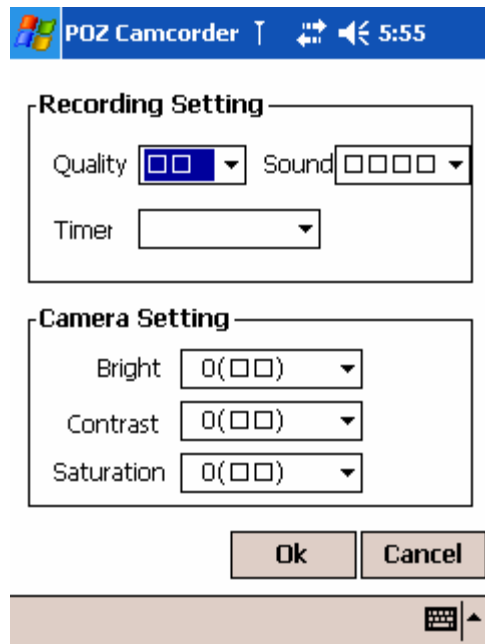 POZ Camcorder 5:55
Recording Setting
Quality □□ Sound □□□□
Timer
Camera Setting
Bright 0(□□)
Contrast 0(□□)
Saturation 0(□□)
Ok Cancel